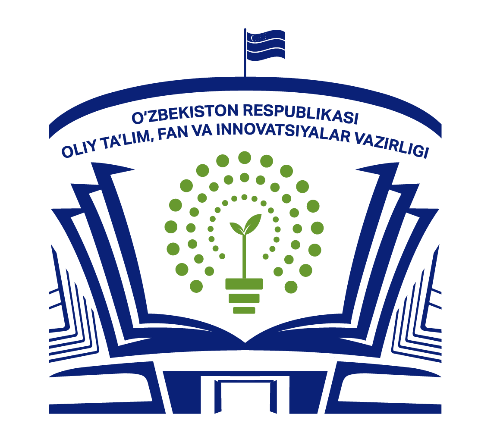 O'ZBEKISTON RESPUBLIKASI
OLIY TA'LIM, FAN VA INNOVATSIYALAR VAZIRLIGI